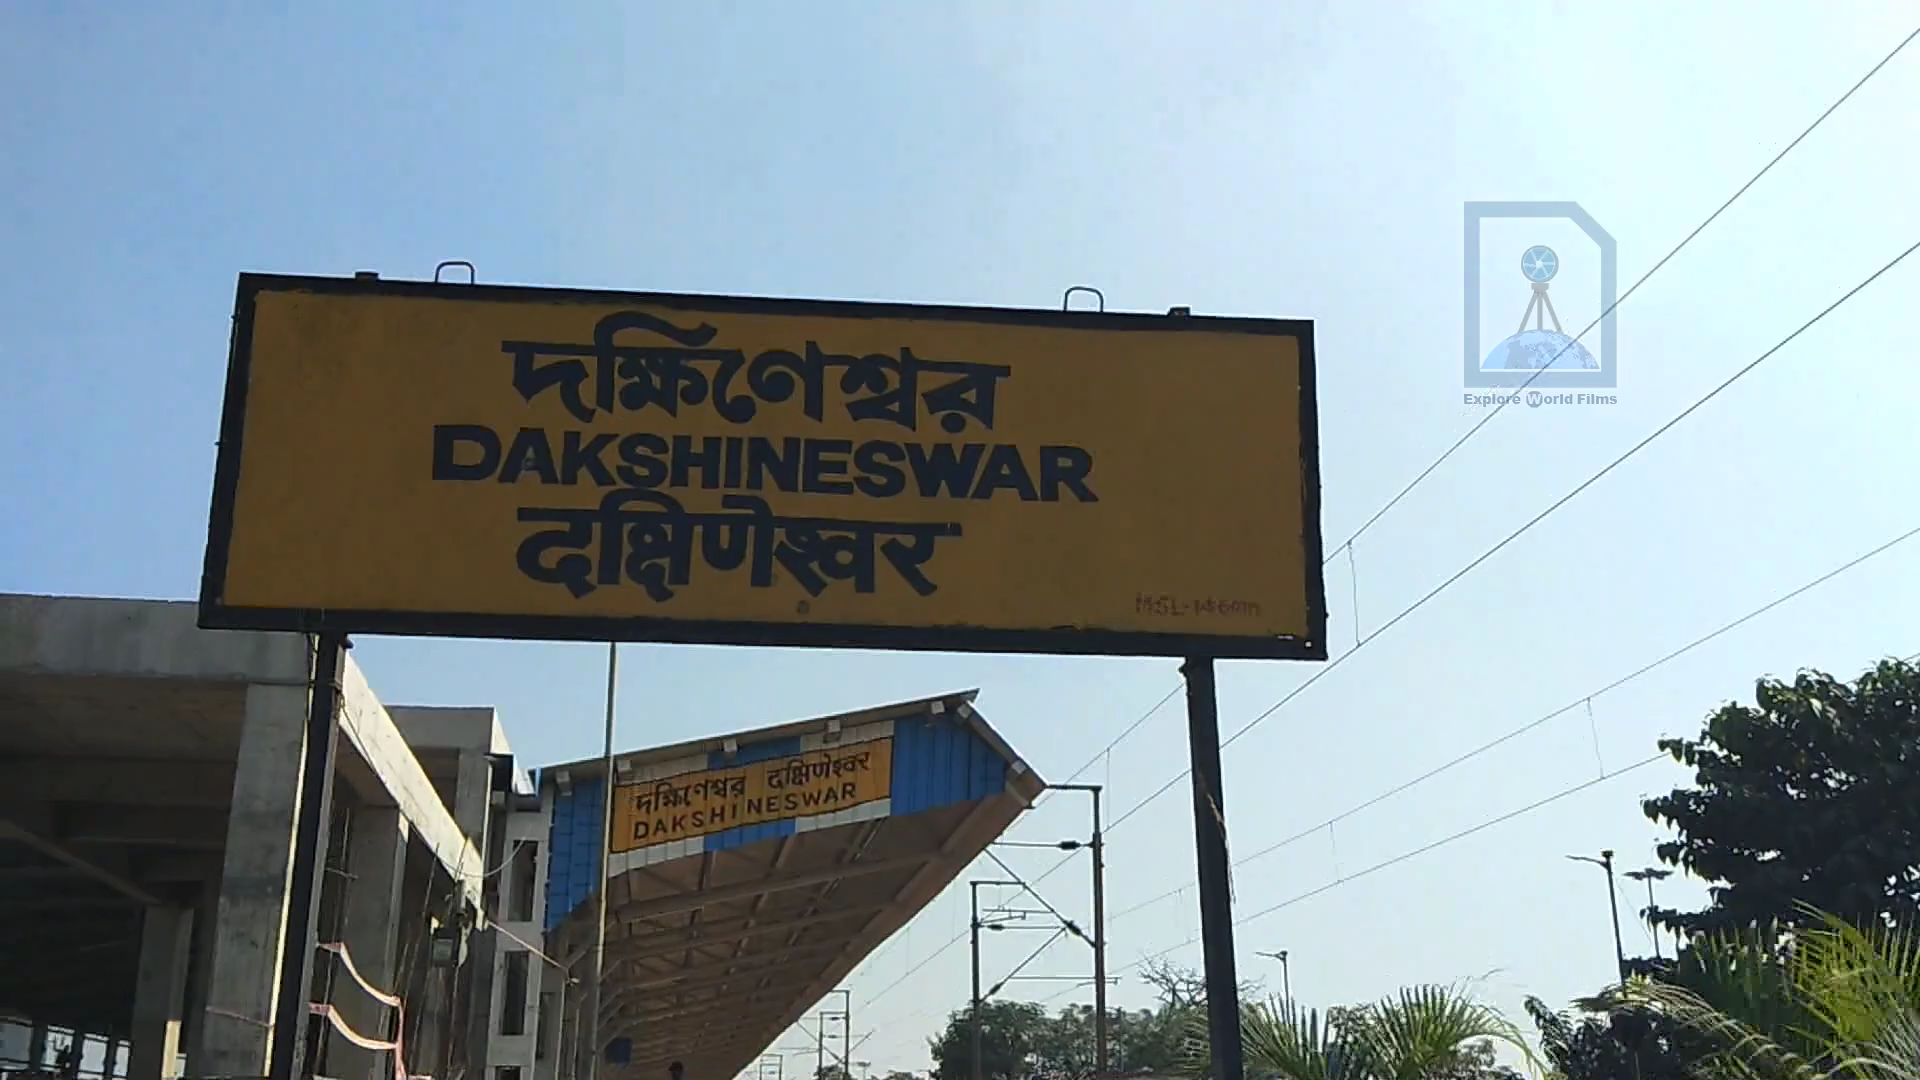 দক্ষিণেশ্বর
DAKSHINESWAR
दक्षिणेश्वर
Explore World Films
দক্ষিণেশ্বর दक्षिणेश्वर
DAKSHINESWAR